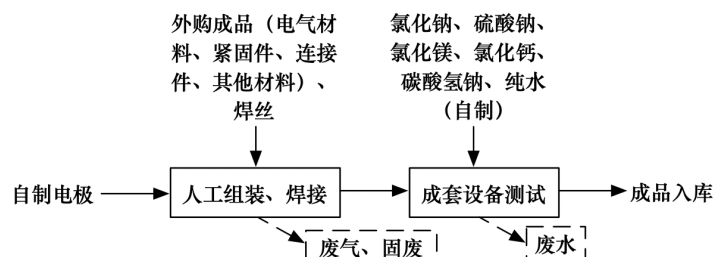 外购成品（电气材
料、紧固件、连接
件、其他材料）、
焊丝
氯化钠、硫酸钠、
氯化镁、氯化钙、
碳酸氢钠、纯水
（自制）
自制电极
人工组装、焊接
成套设备测试
成品入库
废气、固废
废水